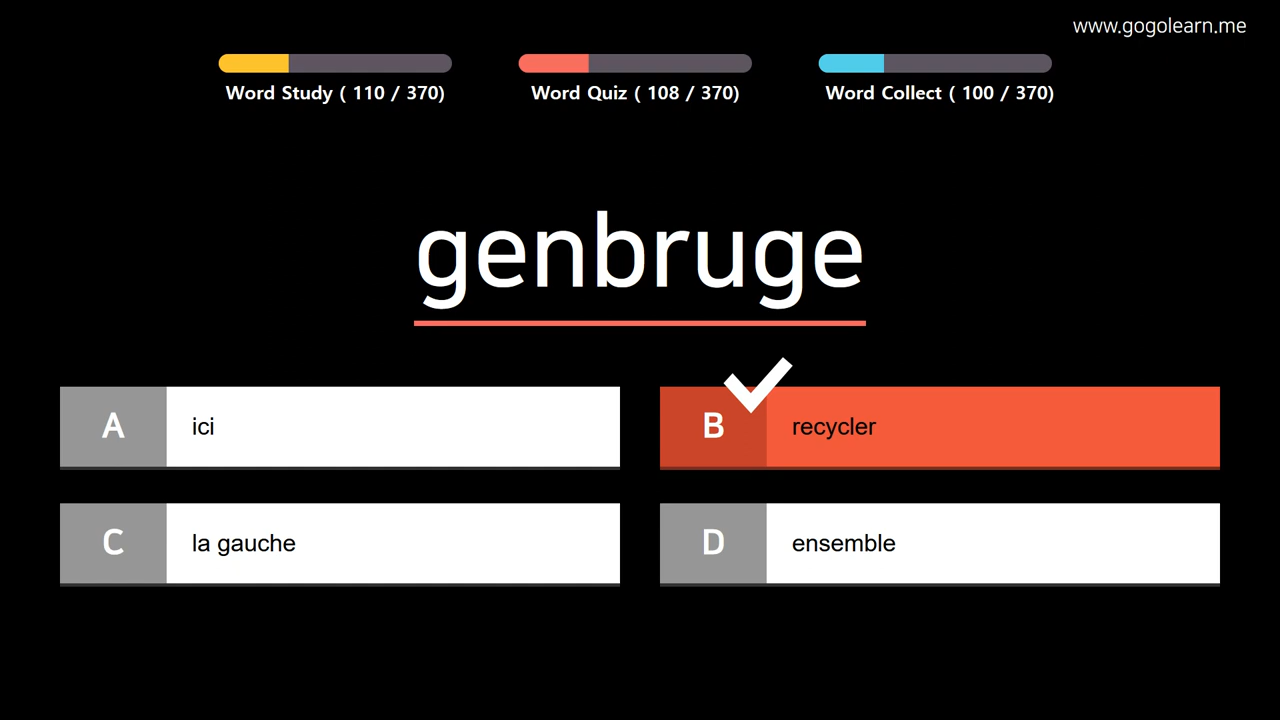 www.gogolearn.me
Word Study ( 110 / 370)
Word Quiz ( 108 / 370)
Word Collect ( 100 / 370)
genbruge
A ici
B recycler
C la gauche
D ensemble